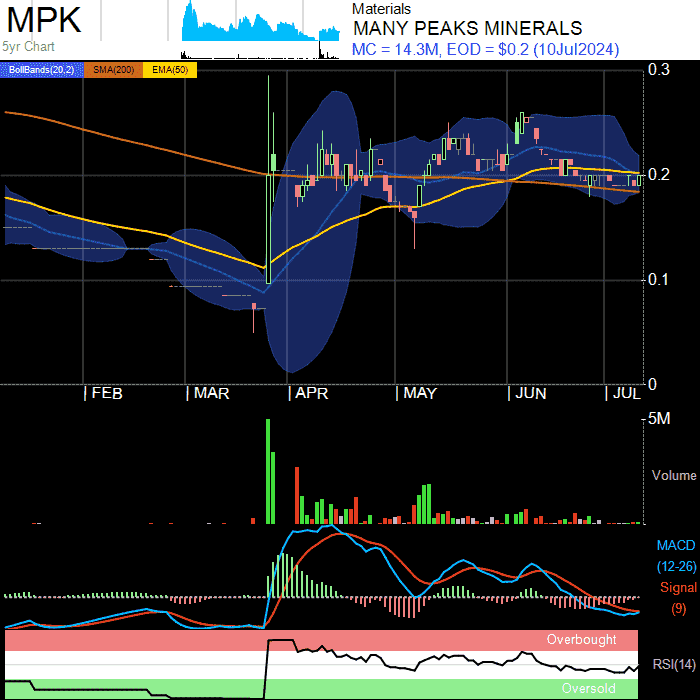 MPK
5yr Chart
Materials
MANY PEAKS MINERALS
MC = 14.3M, EOD = $0.2 (10Jul2024)
BollBands(20,2) SMA(200) EMA(50)
0.3
0.2
0.1
0
| FEB | MAR | APR | MAY | JUN | JUL
5M
Volume
MACD
(12-26)
Signal
(9)
Overbought
RSI(14)
Oversold